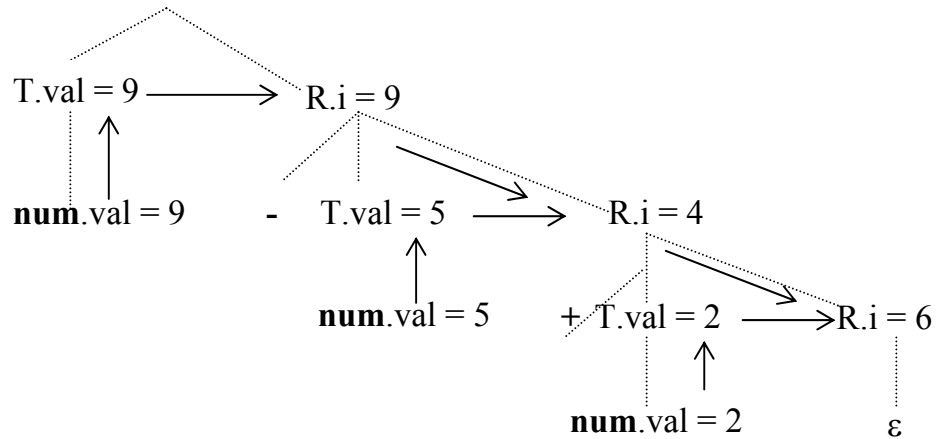 T.val = 9 R.i = 9
num.val = 9 - T.val = 5 R.i = 4
num.val = 5 + T.val = 2 R.i = 6
num.val = 2 ε